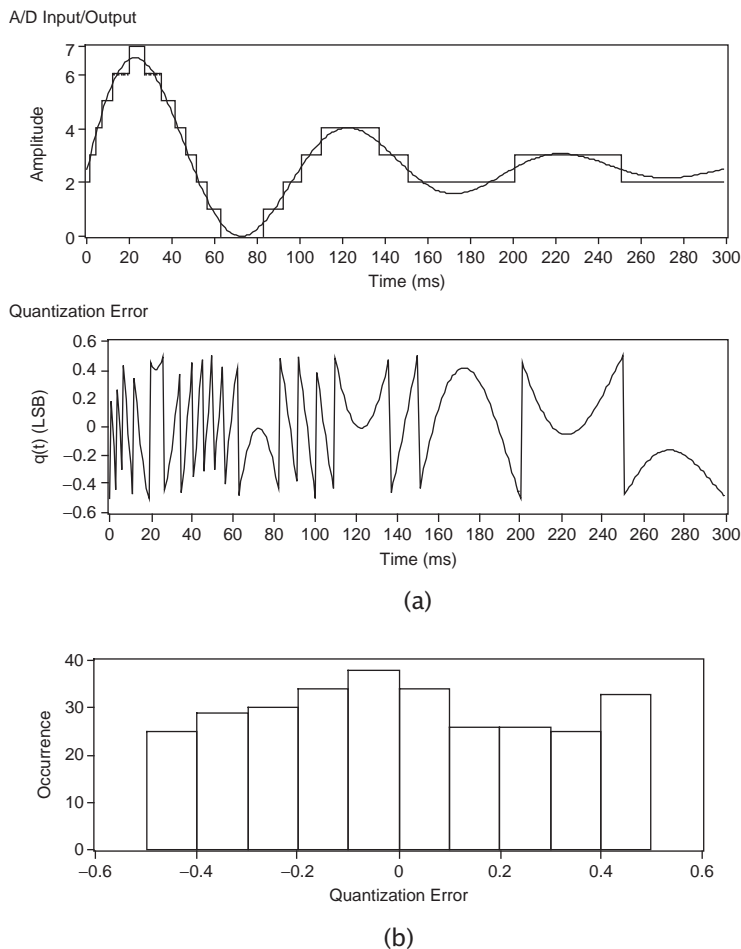 A/D Input/Output
7
6
4
2
0
Amplitude
0 20 40 60 80 100 120 140 160 180 200 220 240 260 280 300
Time (ms)
Quantization Error
0.6
0.4
0.2
0
−0.2
−0.4
−0.6
q(t) (LSB)
0 20 40 60 80 100 120 140 160 180 200 220 240 260 280 300
Time (ms)
(a)
40
30
20
10
0
Occurrence
−0.6 −0.4 −0.2 0 0.2 0.4 0.6
Quantization Error
(b)